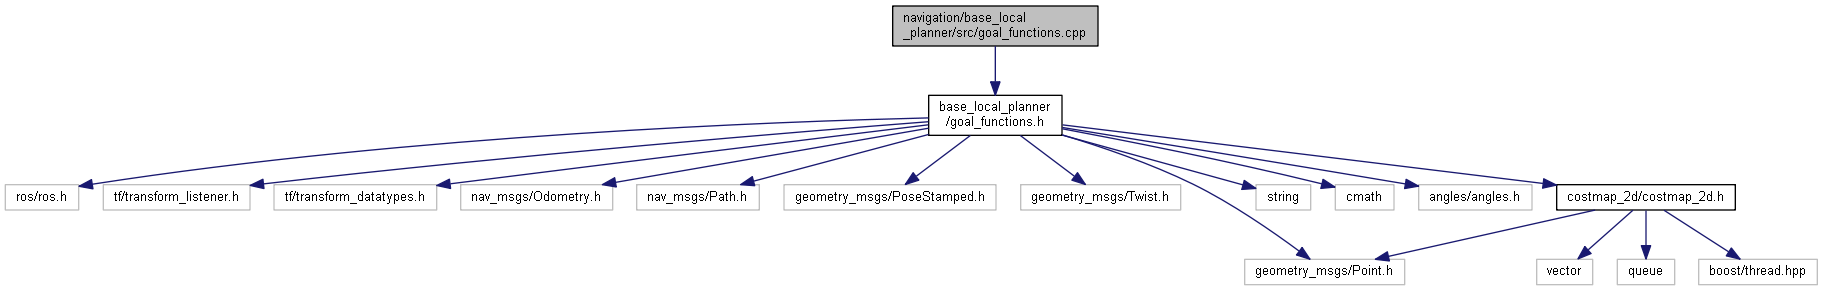 navigation/base_local
_planner/src/goal_functions.cpp
base_local_planner
/goal_functions.h
ros/ros.h
tf/transform_listener.h
tf/transform_datatypes.h
nav_msgs/Odometry.h
nav_msgs/Path.h
geometry_msgs/PoseStamped.h
geometry_msgs/Twist.h
string
cmath
angles/angles.h
costmap_2d/costmap_2d.h
geometry_msgs/Point.h
vector
queue
boost/thread.hpp